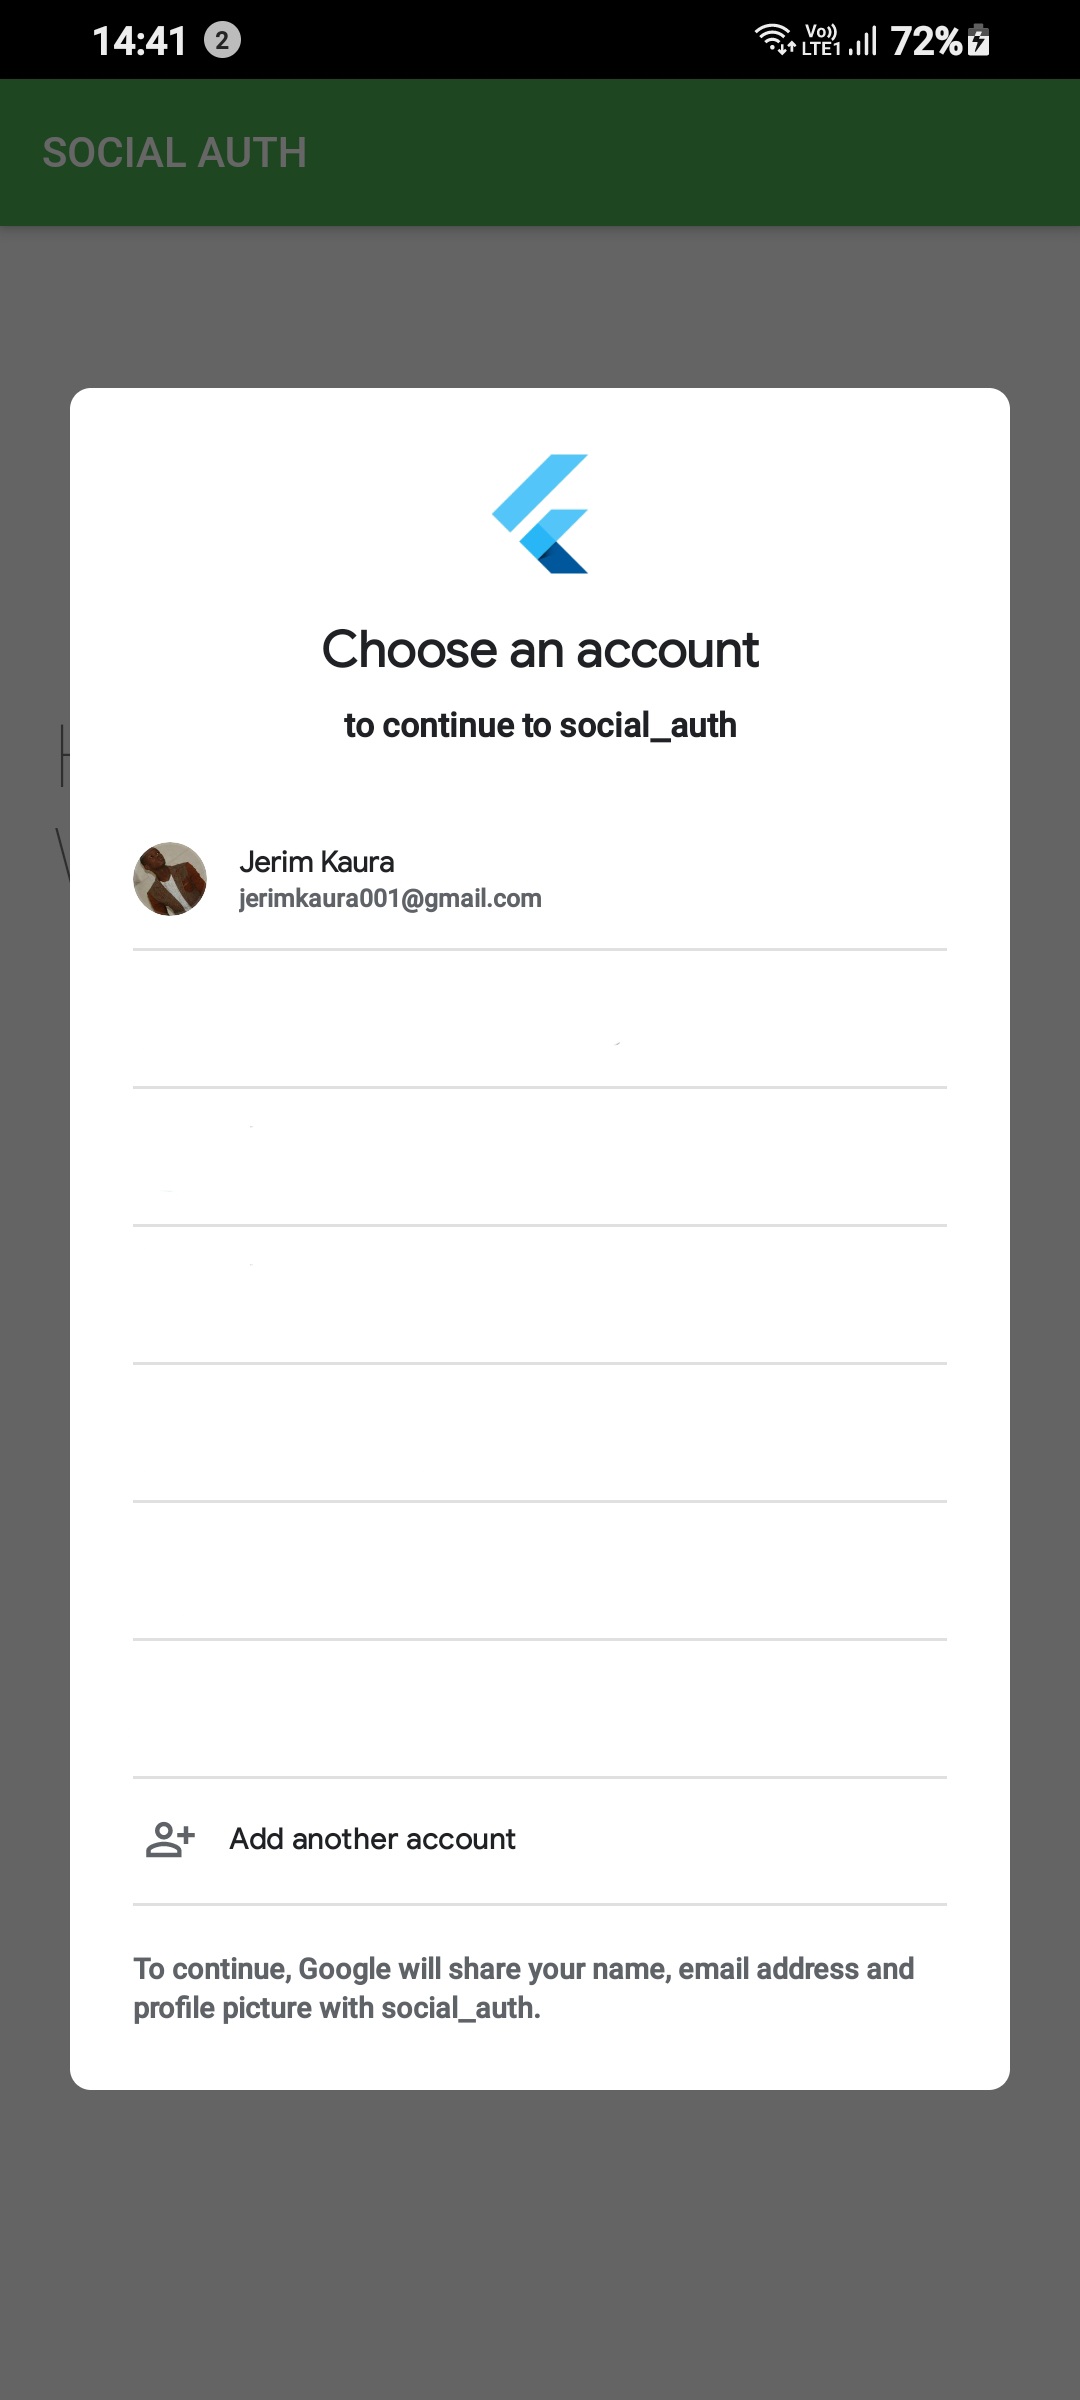 14:41 2 Vo)) LTE1 72%
SOCIAL AUTH
Choose an account
to continue to social_auth
Jerim Kaura
jerimkaura001@gmail.com
Add another account
To continue, Google will share your name, email address and
profile picture with social_auth.